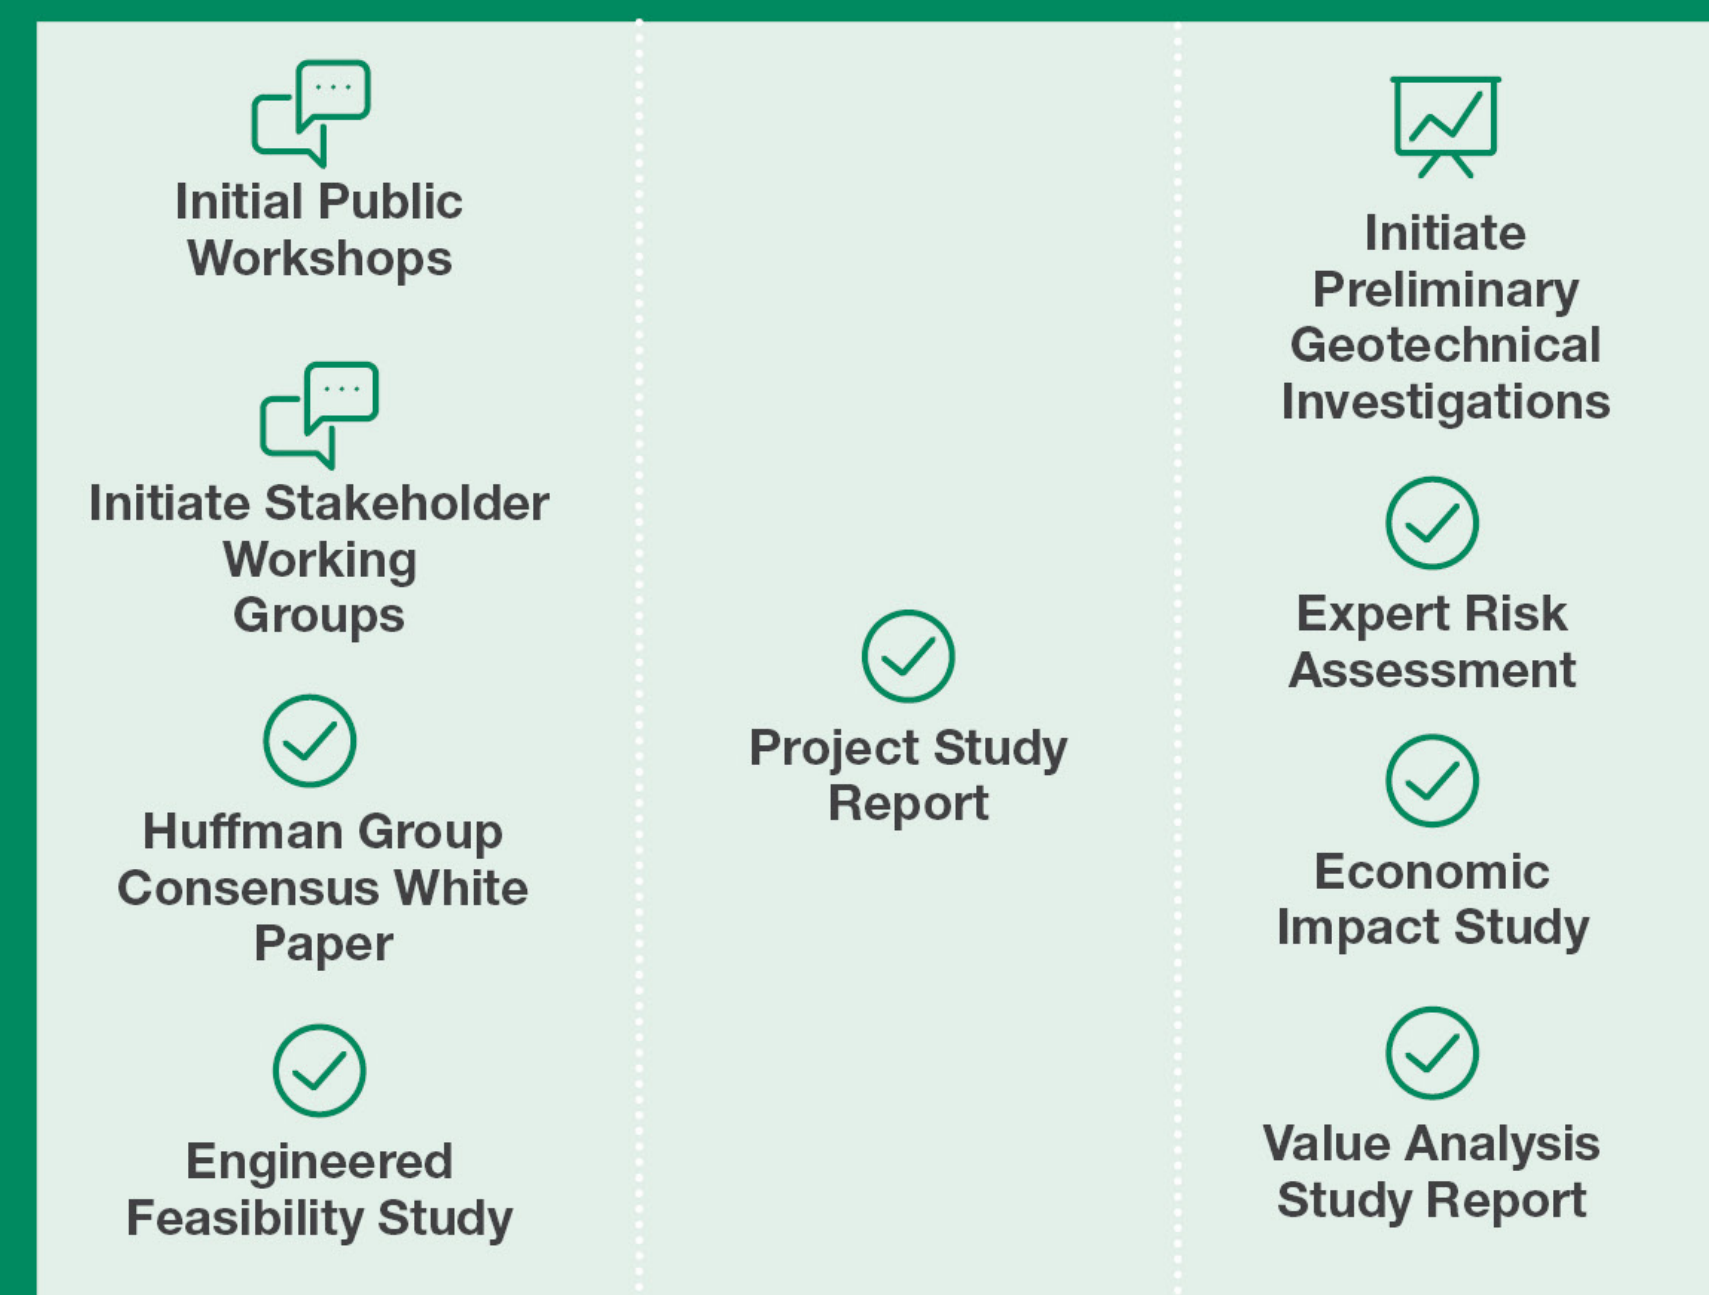 Initial Public
Workshops
Initiate Stakeholder
Working
Groups
Huffman Group
Consensus White
Paper
Engineered
Feasibility Study
Project Study
Report
Initiate
Preliminary
Geotechnical
Investigations
Expert Risk
Assessment
Economic
Impact Study
Value Analysis
Study Report